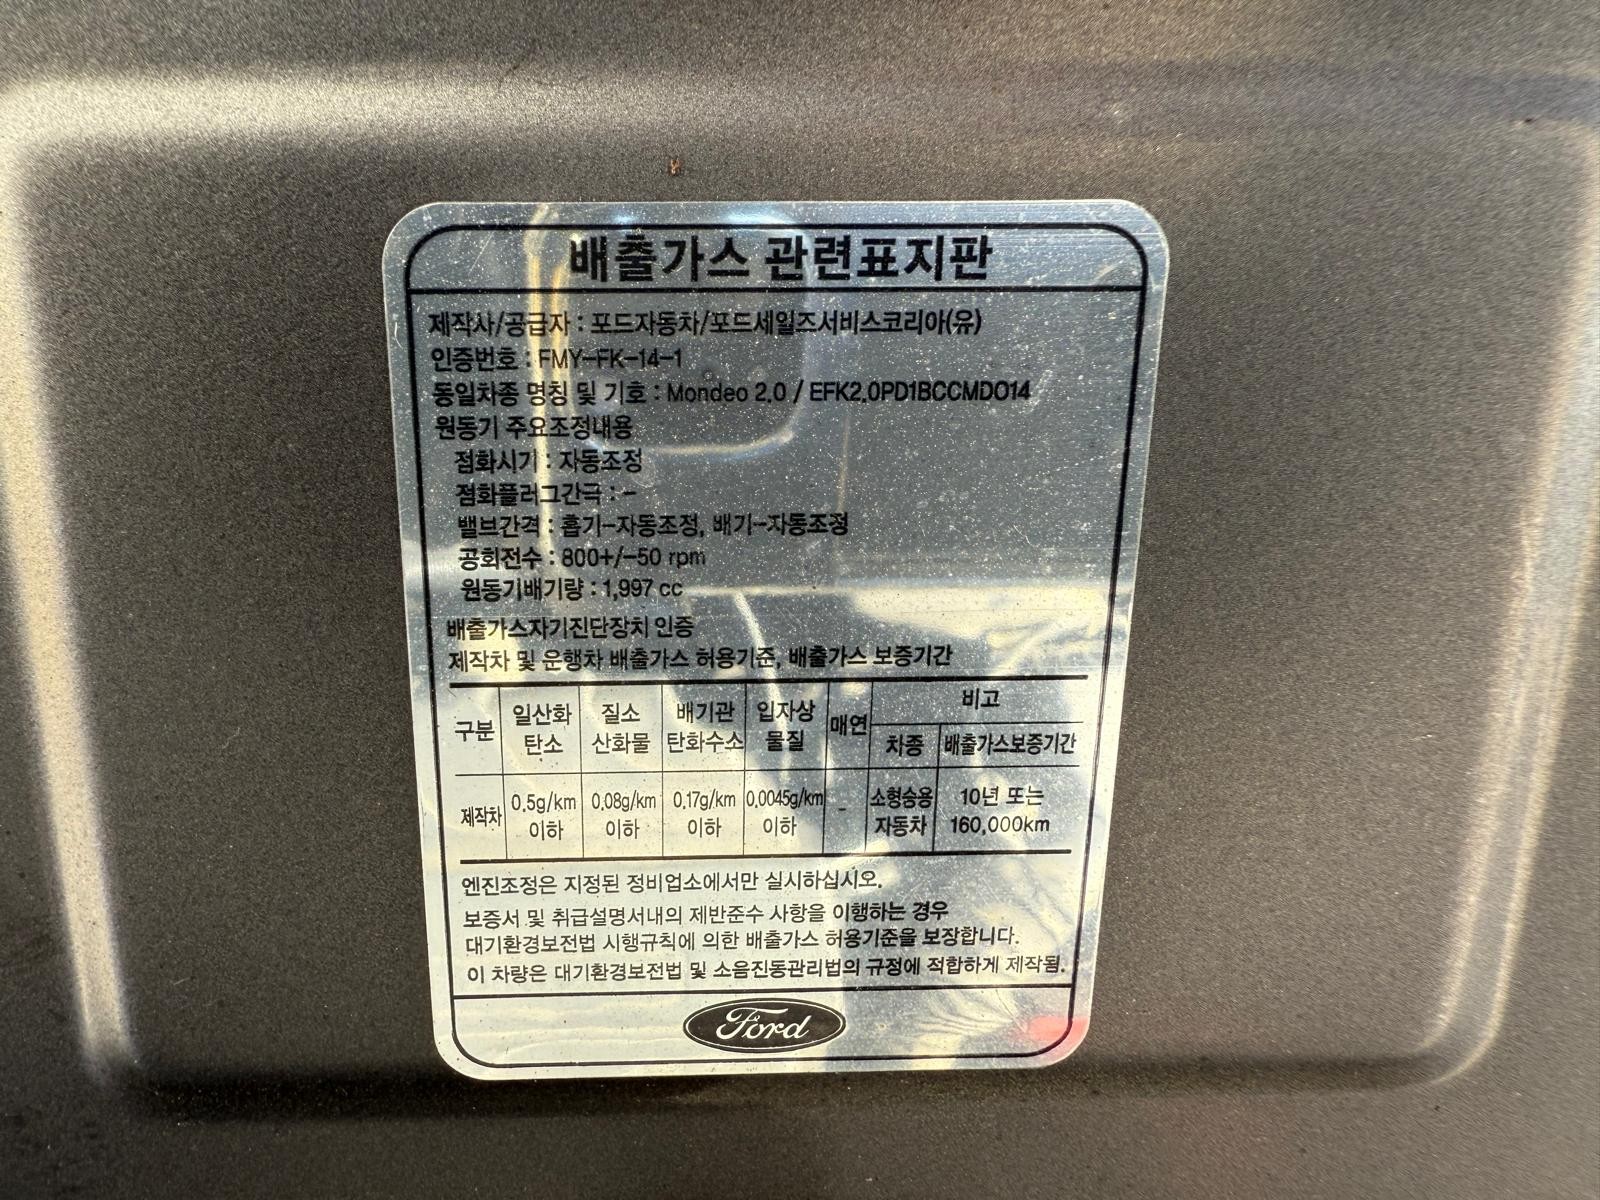 배출가스 관련표지판
제작사/공급자 : 포드자동차/포드세일즈서비스코리아(유)
인증번호 : FMY-FK-14-1
동일차종 명칭 및 기호 : Mondeo 2.0 / EFK2.0PD1BCCMDO14
원동기 주요조정내용
점화시기 : 자동조정
점화플러그간극 : -
밸브간격 : 흡기-자동조정, 배기-자동조정
공회전수 : 800+/-50 rpm
원동기배기량 : 1,997 cc
배출가스자기진단장치 인증
제작차 및 운행차 배출가스 허용기준, 배출가스 보증기간
구분 일산화탄소 질소산화물 배기관탄화수소 입자상물질 매연 비고
차종 배출가스보증기간
제작차 0.5g/km 이하 0.08g/km 이하 0.17g/km 이하 0.0045g/km 이하 - 소형승용자동차 10년 또는 160,000km
엔진조정은 지정된 정비업소에서만 실시하십시오.
보증서 및 취급설명서내의 제반준수 사항을 이행하는 경우
대기환경보전법 시행규칙에 의한 배출가스 허용기준을 보장합니다.
이 차량은 대기환경보전법 및 소음진동관리법의 규정에 적합하게 제작됨.
Ford